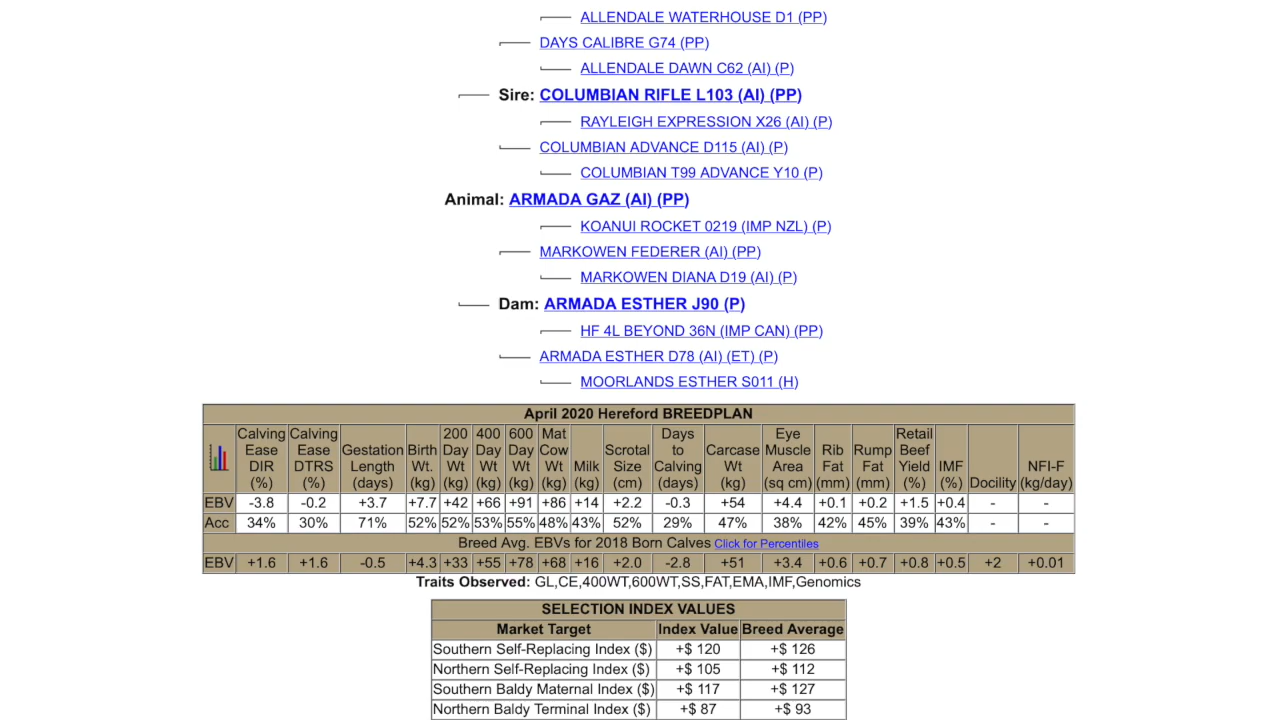 ALLENDALE WATERHOUSE D1 (PP)
DAYS CALIBRE G74 (PP)
ALLENDALE DAWN C62 (AI) (P)
Sire: COLUMBIAN RIFLE L103 (AI) (PP)
RAYLEIGH EXPRESSION X26 (AI) (P)
COLUMBIAN ADVANCE D115 (AI) (P)
COLUMBIAN T99 ADVANCE Y10 (P)
Animal: ARMADA GAZ (AI) (PP)
KOANUI ROCKET 0219 (IMP NZL) (P)
MARKOWEN FEDERER (AI) (PP)
MARKOWEN DIANA D19 (AI) (P)
Dam: ARMADA ESTHER J90 (P)
HF 4L BEYOND 36N (IMP CAN) (PP)
ARMADA ESTHER D78 (AI) (ET) (P)
MOORLANDS ESTHER S011 (H)
April 2020 Hereford BREEDPLAN
Calving Ease DIR (%) Calving Ease DTRS (%) Gestation Length (days) Birth Wt. (kg) 200 Day Wt (kg) 400 Day Wt (kg) 600 Day Wt (kg) Mat Cow Wt (kg) Milk (kg) Scrotal Size (cm) Days to Calving (days) Carcase Wt (kg) Eye Muscle Area (sq cm) Rib Fat (mm) Rump Fat (mm) Retail Beef Yield (%) IMF (%) Docility NFI-F (kg/day)
EBV -3.8 -0.2 +3.7 +7.7 +42 +66 +91 +86 +14 +2.2 -0.3 +54 +4.4 +0.1 +0.2 +1.5 +0.4 - -
Acc 34% 30% 71% 52% 52% 53% 55% 48% 43% 52% 29% 47% 38% 42% 45% 39% 43% - -
Breed Avg. EBVs for 2018 Born Calves Click for Percentiles
EBV +1.6 +1.6 -0.5 +4.3 +33 +55 +78 +68 +16 +2.0 -2.8 +51 +3.4 +0.6 +0.7 +0.8 +0.5 +2 +0.01
Traits Observed: GL,CE,400WT,600WT,SS,FAT,EMA,IMF,Genomics
SELECTION INDEX VALUES
Market Target Index Value Breed Average
Southern Self-Replacing Index ($) +$ 120 +$ 126
Northern Self-Replacing Index ($) +$ 105 +$ 112
Southern Baldy Maternal Index ($) +$ 117 +$ 127
Northern Baldy Terminal Index ($) +$ 87 +$ 93